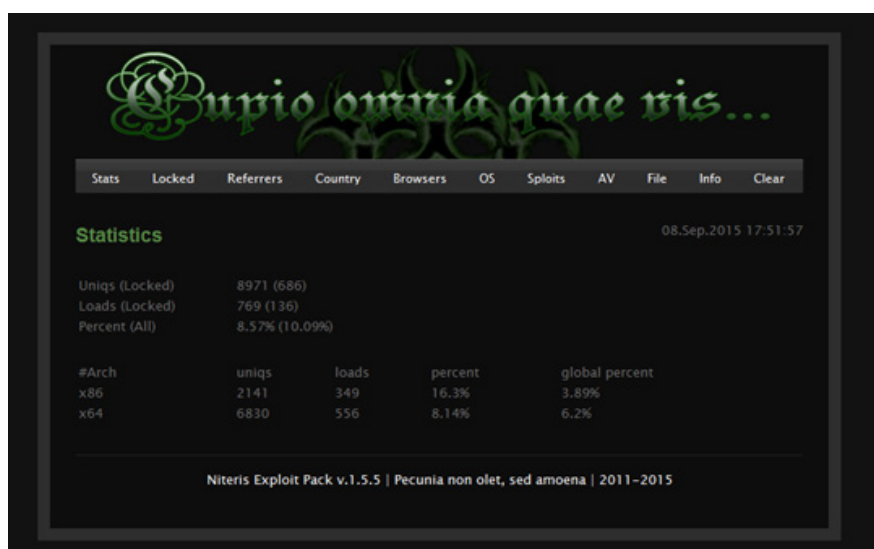 Cupio omnia quae vis...
Stats Locked Referrers Country Browsers OS Sploits AV File Info Clear
Statistics 08.Sep.2015 17:51:57
Uniqs (Locked) 8971 (686)
Loads (Locked) 769 (136)
Percent (All) 8.57% (10.09%)
#Arch uniqs loads percent global percent
x86 2141 349 16.3% 3.89%
x64 6830 556 8.14% 6.2%
Niteris Exploit Pack v.1.5.5 | Pecunia non olet, sed amoena | 2011-2015